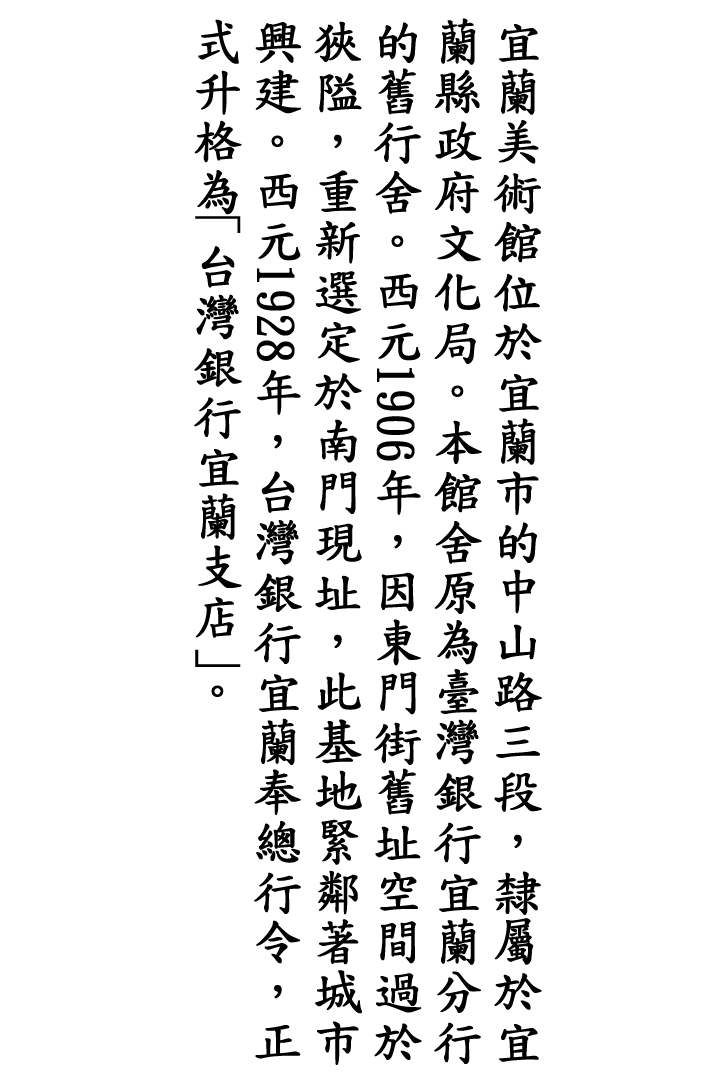 宜蘭美術館位於宜蘭市的中山路三段，隸屬於宜
蘭縣政府文化局。本館舍原為臺灣銀行宜蘭分行
的舊行舍。西元1906年，因東門街舊址空間過於
狹隘，重新選定於南門現址，此基地緊鄰著城市
興建。西元1928年，台灣銀行宜蘭奉總行令，正
式升格為「台灣銀行宜蘭支店」。